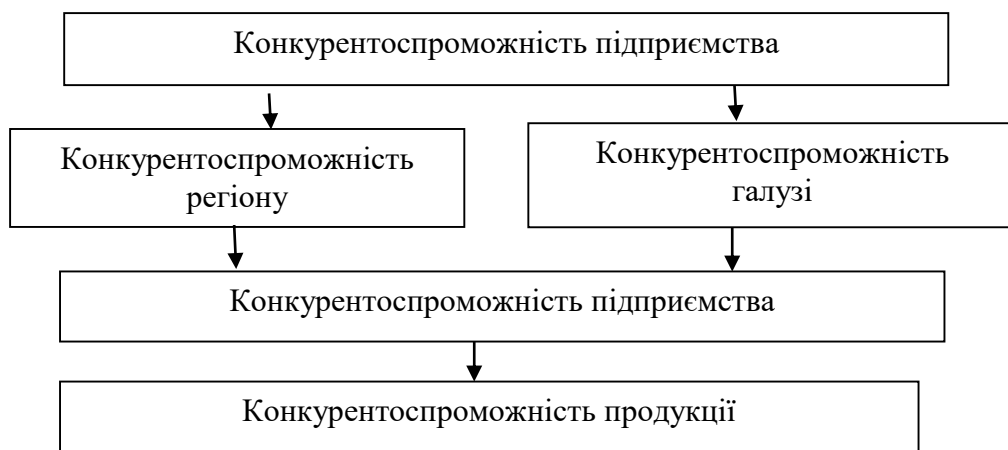 Конкурентоспроможність підприємства
Конкурентоспроможність
регіону
Конкурентоспроможність
галузі
Конкурентоспроможність підприємства
Конкурентоспроможність продукції